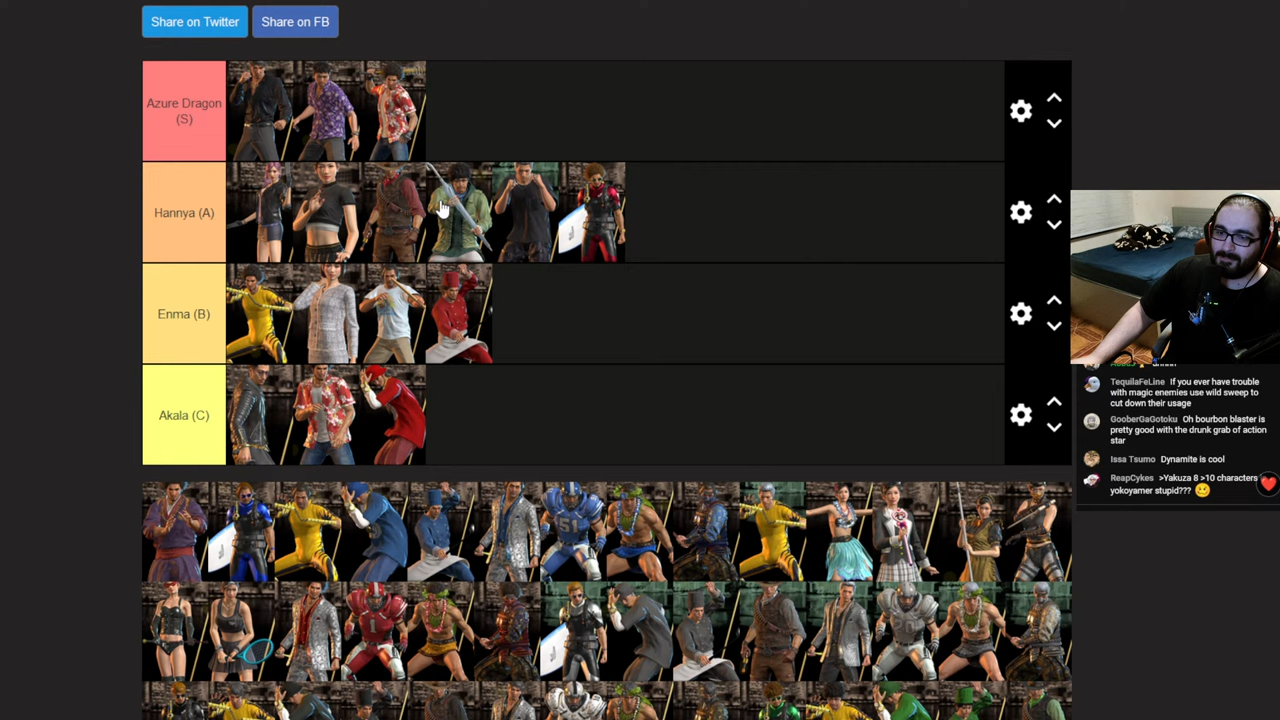 Share on Twitter
Share on FB
Azure Dragon
(S)
Hannya (A)
Enma (B)
Akala (C)
TequilaFeLine If you ever have trouble
with magic enemies use wild sweep to
cut down their usage
GooberGaGotoku Oh bourbon blaster is
pretty good with the drunk grab of action
star
Issa Tsumo Dynamite is cool
ReapCykes >Yakuza 8 >10 characters
yokoyamer stupid???
51
1